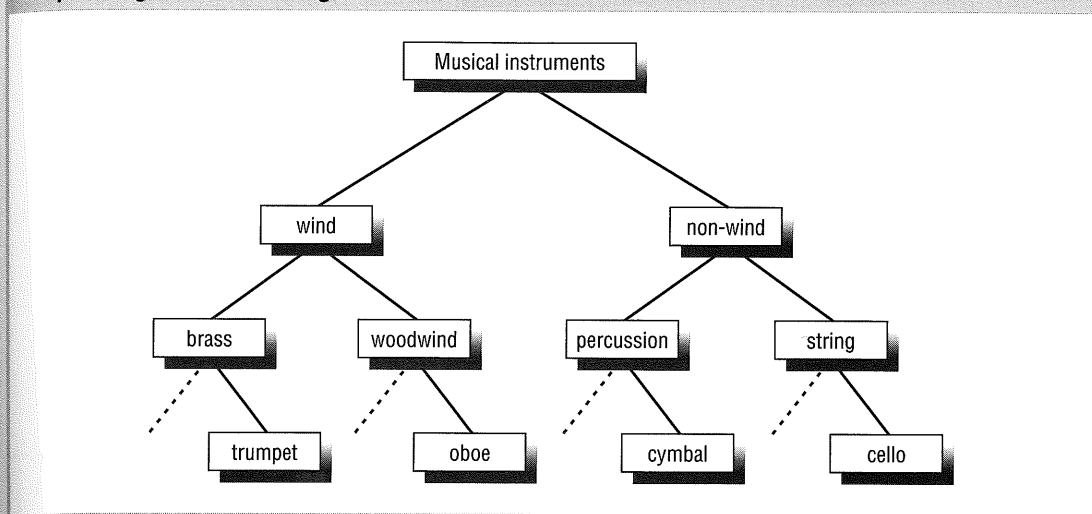 Musical instruments
wind
non-wind
brass
woodwind
percussion
string
trumpet
oboe
cymbal
cello